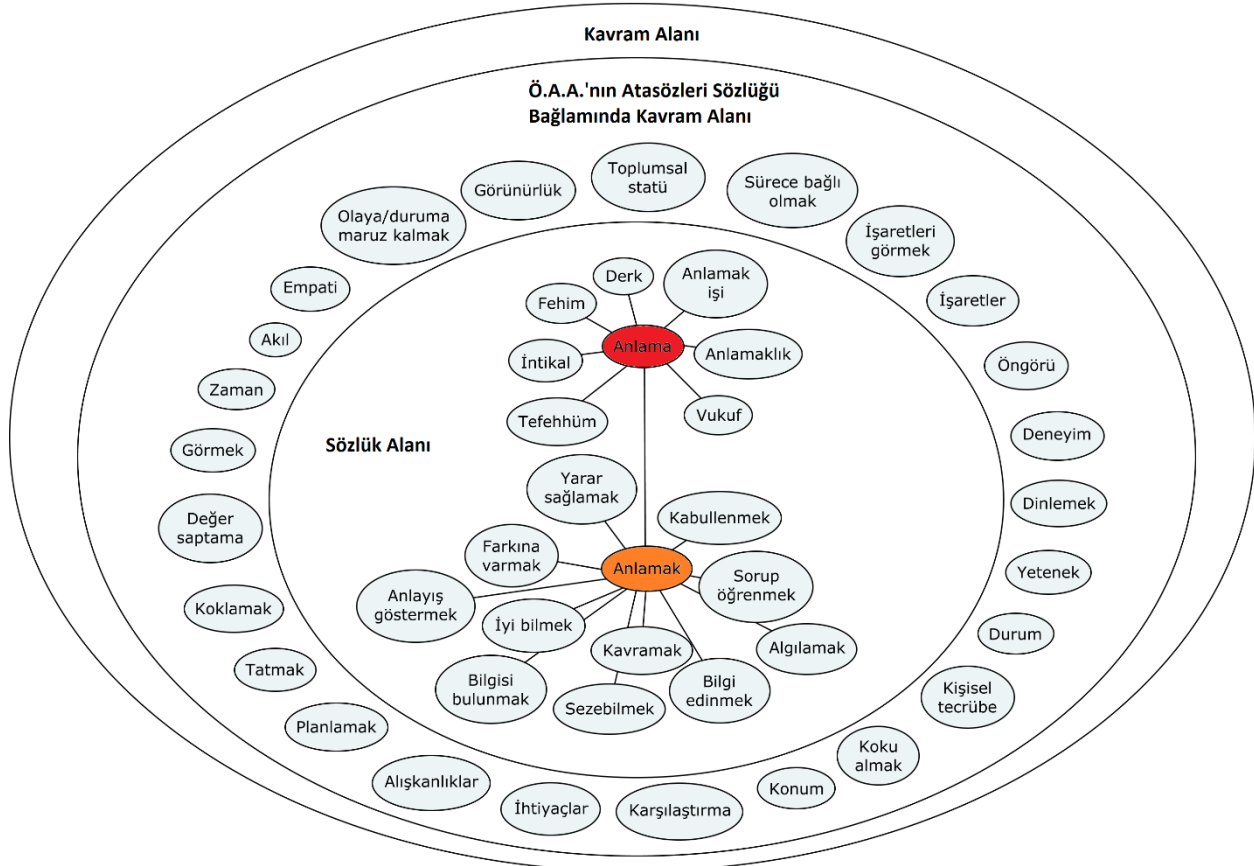 Kavram Alanı
Ö.A.A.'nın Atasözleri Sözlüğü
Bağlamında Kavram Alanı
Toplumsal
statü
Görünürlük
Sürece bağlı
olmak
Olaya/duruma
maruz kalmak
İşaretleri
görmek
Empati
İşaretler
Akıl
Öngörü
Zaman
Deneyim
Görmek
Dinlemek
Değer
saptama
Yetenek
Koklamak
Durum
Tatmak
Kişisel
tecrübe
Planlamak
Koku
almak
Alışkanlıklar
Konum
İhtiyaçlar
Karşılaştırma
Sözlük Alanı
Derk
Anlamak
işi
Fehim
Anlama
Anlamaklık
İntikal
Tefehhüm
Vukuf
Yarar
sağlamak
Kabullenmek
Farkına
varmak
Anlamak
Sorup
öğrenmek
Anlayış
göstermek
İyi bilmek
Kavramak
Algılamak
Bilgisi
bulunmak
Sezebilmek
Bilgi
edinmek